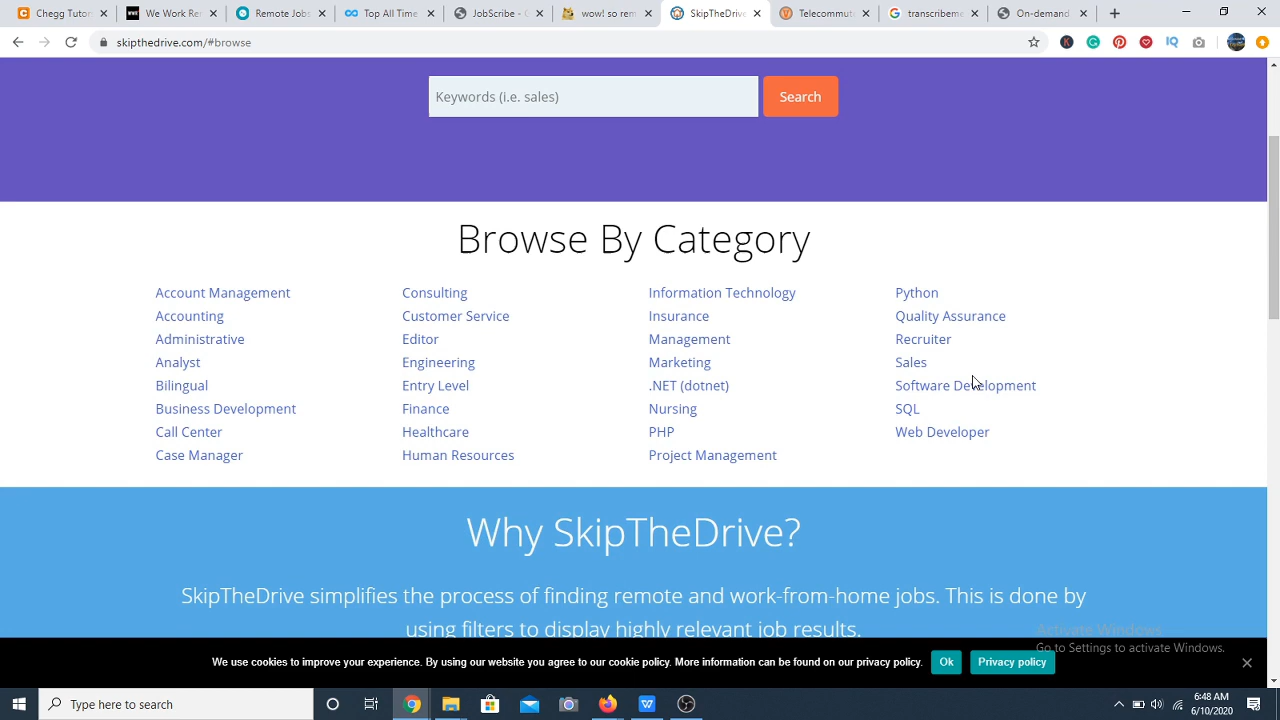 Cog Tutor
We Work Re
Remote Jobs
Top All Time
JobScribe - 
wow! so rem
SkipTheDrive
Telecommut
transcribeme
On-demand
skipthedrive.com/#browse
Keywords (i.e. sales)
Search
Browse By Category
Account Management
Accounting
Administrative
Analyst
Bilingual
Business Development
Call Center
Case Manager
Consulting
Customer Service
Editor
Engineering
Entry Level
Finance
Healthcare
Human Resources
Information Technology
Insurance
Management
Marketing
.NET (dotnet)
Nursing
PHP
Project Management
Python
Quality Assurance
Recruiter
Sales
Software Development
SQL
Web Developer
Why SkipTheDrive?
SkipTheDrive simplifies the process of finding remote and work-from-home jobs. This is done by
using filters to display highly relevant job results.
Activate Windows
Go to Settings to activate Windows.
We use cookies to improve your experience. By using our website you agree to our cookie policy. More information can be found on our privacy policy.
Ok
Privacy policy
Type here to search
6:48 AM
6/10/2020